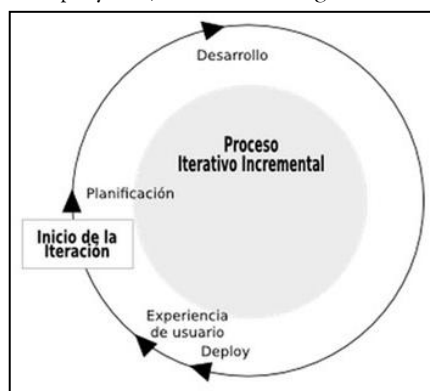 Desarrollo
Proceso
Iterativo Incremental
Planificación
Inicio de la
Iteración
Experiencia
de usuario
Deploy